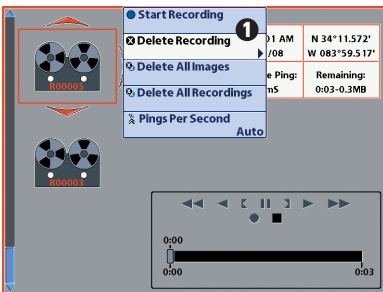 Start Recording
Delete Recording
1
Delete All Images
Delete All Recordings
Pings Per Second
Auto
01 AM
/08
N 34°11.572'
W 083°59.517'
e Ping:
mS
Remaining:
0:03-0.3MB
R00005
R00003
0:00
0:00
0:03